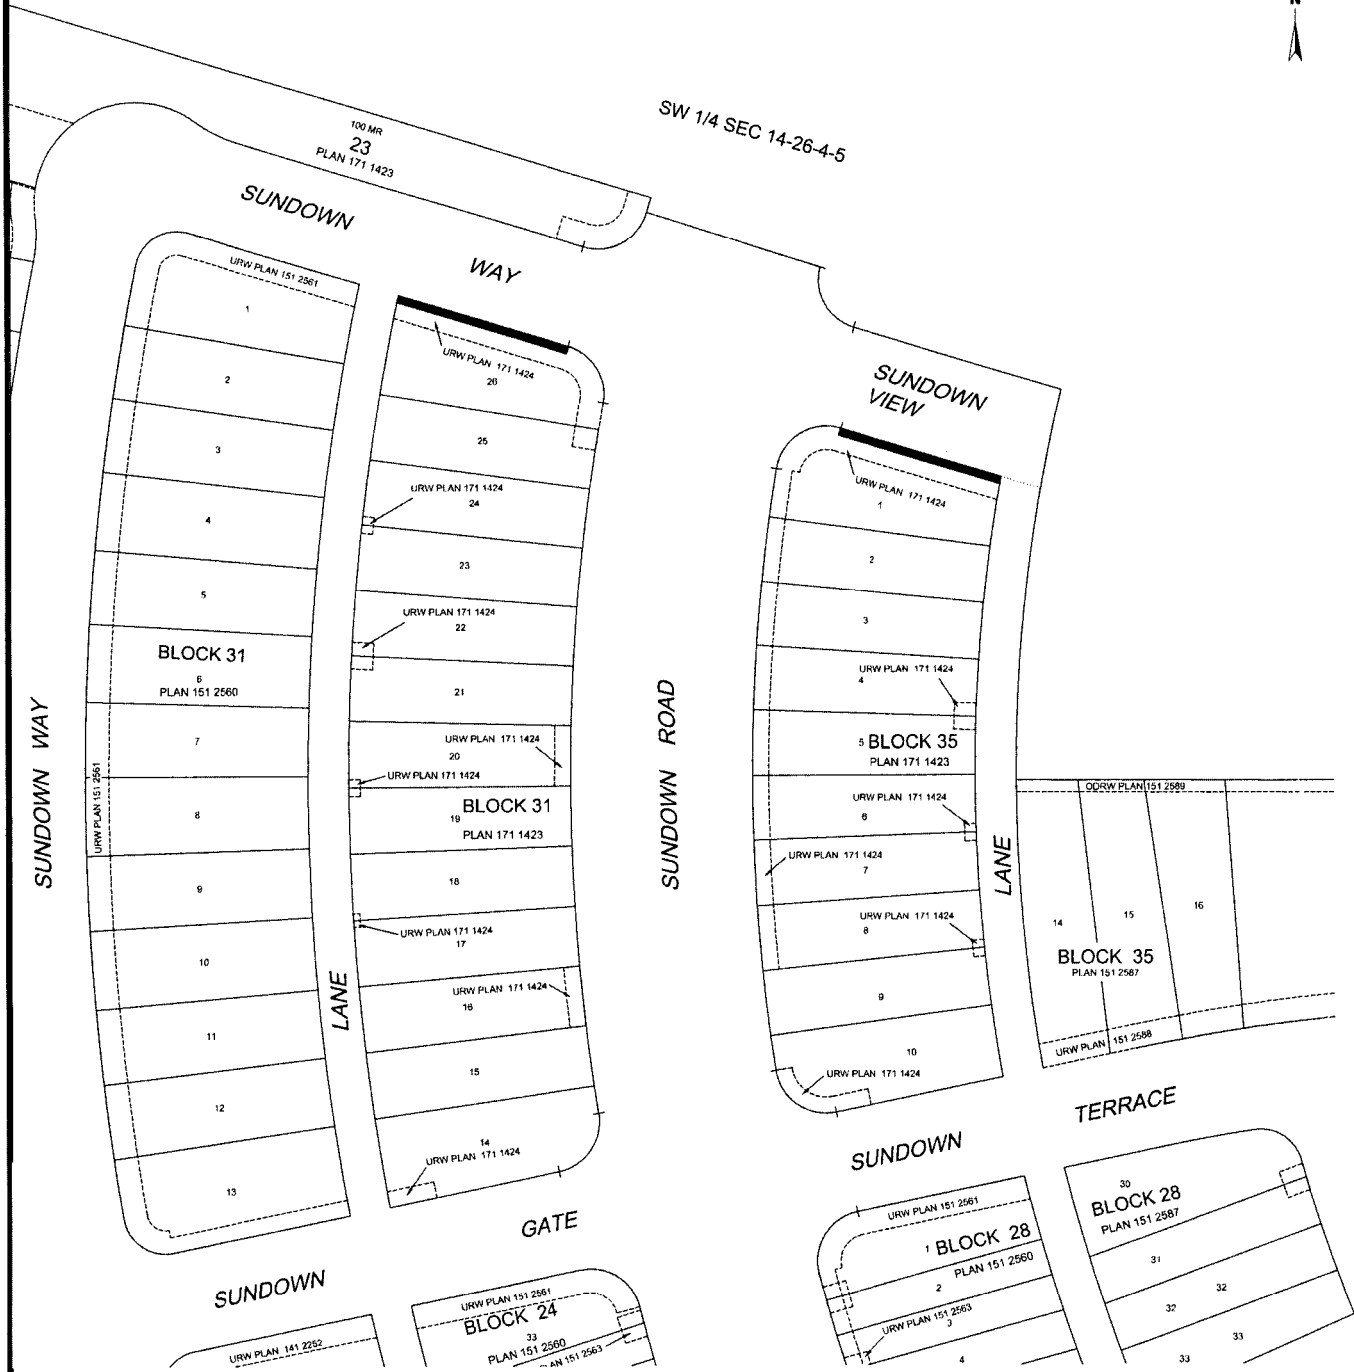 N
SW 1/4 SEC 14-26-4-5
100 MR
23
PLAN 171 1423
SUNDOWN
WAY
URW PLAN 151 2561
1
2
3
4
5
BLOCK 31
6
PLAN 151 2560
7
8
9
10
11
12
13
URW PLAN 151 2561
SUNDOWN WAY
LANE
URW PLAN 171 1424
26
25
URW PLAN 171 1424
24
23
URW PLAN 171 1424
22
21
URW PLAN 171 1424
20
URW PLAN 171 1424
19 BLOCK 31
PLAN 171 1423
18
URW PLAN 171 1424
17
URW PLAN 171 1424
16
15
14
URW PLAN 171 1424
SUNDOWN ROAD
SUNDOWN
VIEW
URW PLAN 171 1424
1
2
3
URW PLAN 171 1424
4
5 BLOCK 35
PLAN 171 1423
URW PLAN 171 1424
6
URW PLAN 171 1424
7
URW PLAN 171 1424
8
9
10
URW PLAN 171 1424
LANE
ODRW PLAN 151 2589
14
15
16
BLOCK 35
PLAN 151 2587
URW PLAN 151 2588
SUNDOWN
TERRACE
SUNDOWN
GATE
URW PLAN 141 2252
URW PLAN 151 2561
BLOCK 24
33
PLAN 151 2560
PLAN 151 2563
URW PLAN 151 2561
1 BLOCK 28
PLAN 151 2560
2
URW PLAN 151 2563
3
4
30
BLOCK 28
PLAN 151 2587
31
32
32
33
33